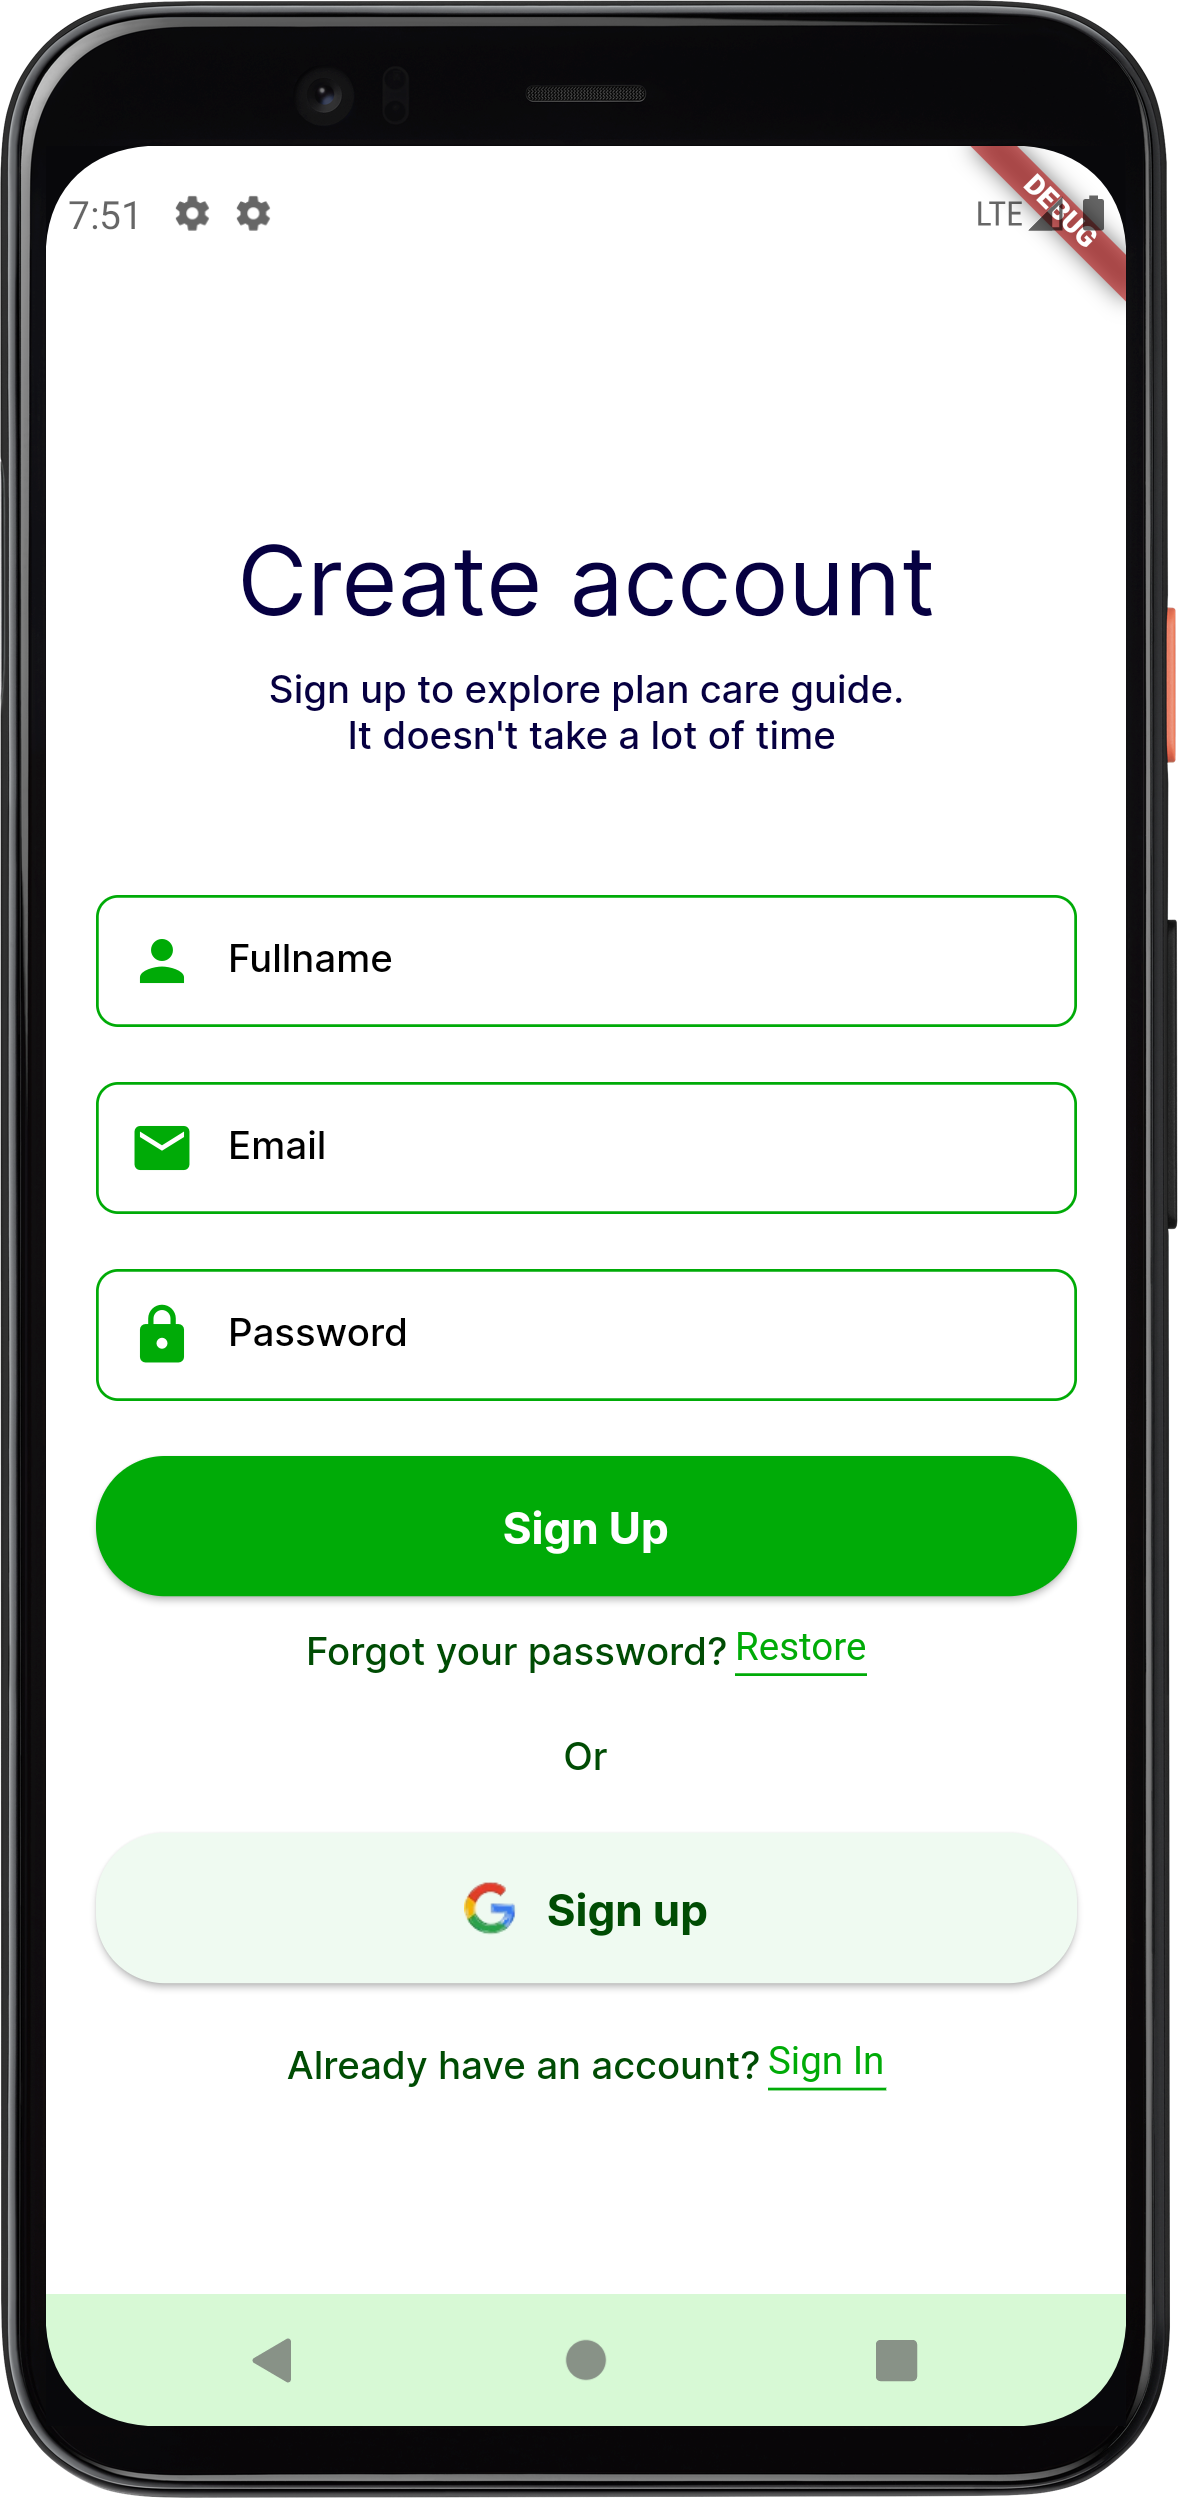 7:51
LTE
DEBUG
Create account
Sign up to explore plan care guide.
It doesn't take a lot of time
Fullname
Email
Password
Sign Up
Forgot your password? Restore
Or
Sign up
Already have an account? Sign In